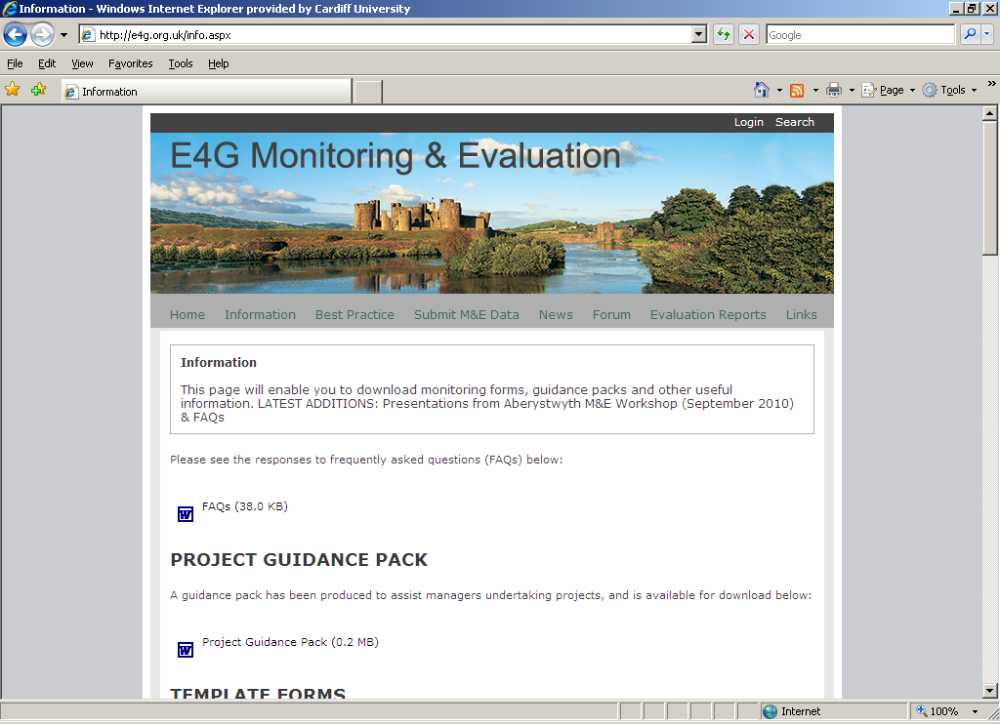 Information - Windows Internet Explorer provided by Cardiff University
http://e4g.org.uk/info.aspx
Google
File Edit View Favorites Tools Help
Information
Page Tools »
Login Search
E4G Monitoring & Evaluation
Home Information Best Practice Submit M&E Data News Forum Evaluation Reports Links
Information
This page will enable you to download monitoring forms, guidance packs and other useful
information. LATEST ADDITIONS: Presentations from Aberystwyth M&E Workshop (September 2010)
& FAQs
Please see the responses to frequently asked questions (FAQs) below:
FAQs (38.0 KB)
PROJECT GUIDANCE PACK
A guidance pack has been produced to assist managers undertaking projects, and is available for download below:
Project Guidance Pack (0.2 MB)
TEMPLATE FORMS
Internet
100%